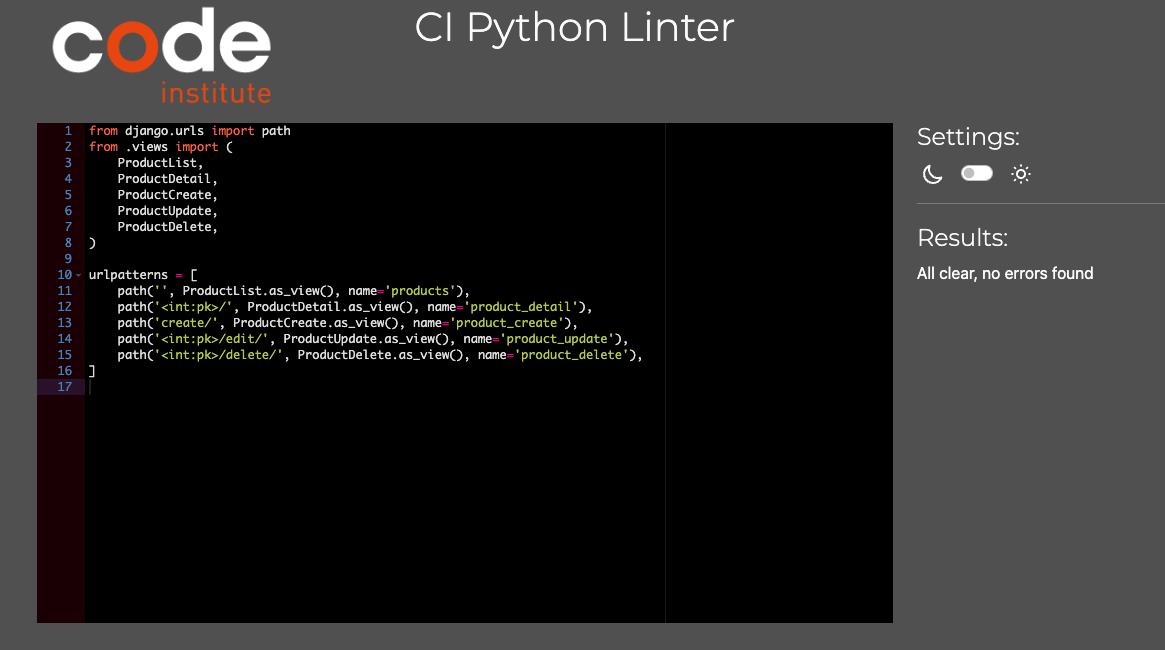 code
institute
CI Python Linter
1 from django.urls import path
2 from .views import (
3     ProductList,
4     ProductDetail,
5     ProductCreate,
6     ProductUpdate,
7     ProductDelete,
8 )
9
10 urlpatterns = [
11     path('', ProductList.as_view(), name='products'),
12     path('<int:pk>/', ProductDetail.as_view(), name='product_detail'),
13     path('create/', ProductCreate.as_view(), name='product_create'),
14     path('<int:pk>/edit/', ProductUpdate.as_view(), name='product_update'),
15     path('<int:pk>/delete/', ProductDelete.as_view(), name='product_delete'),
16 ]
17
Settings:
Results:
All clear, no errors found